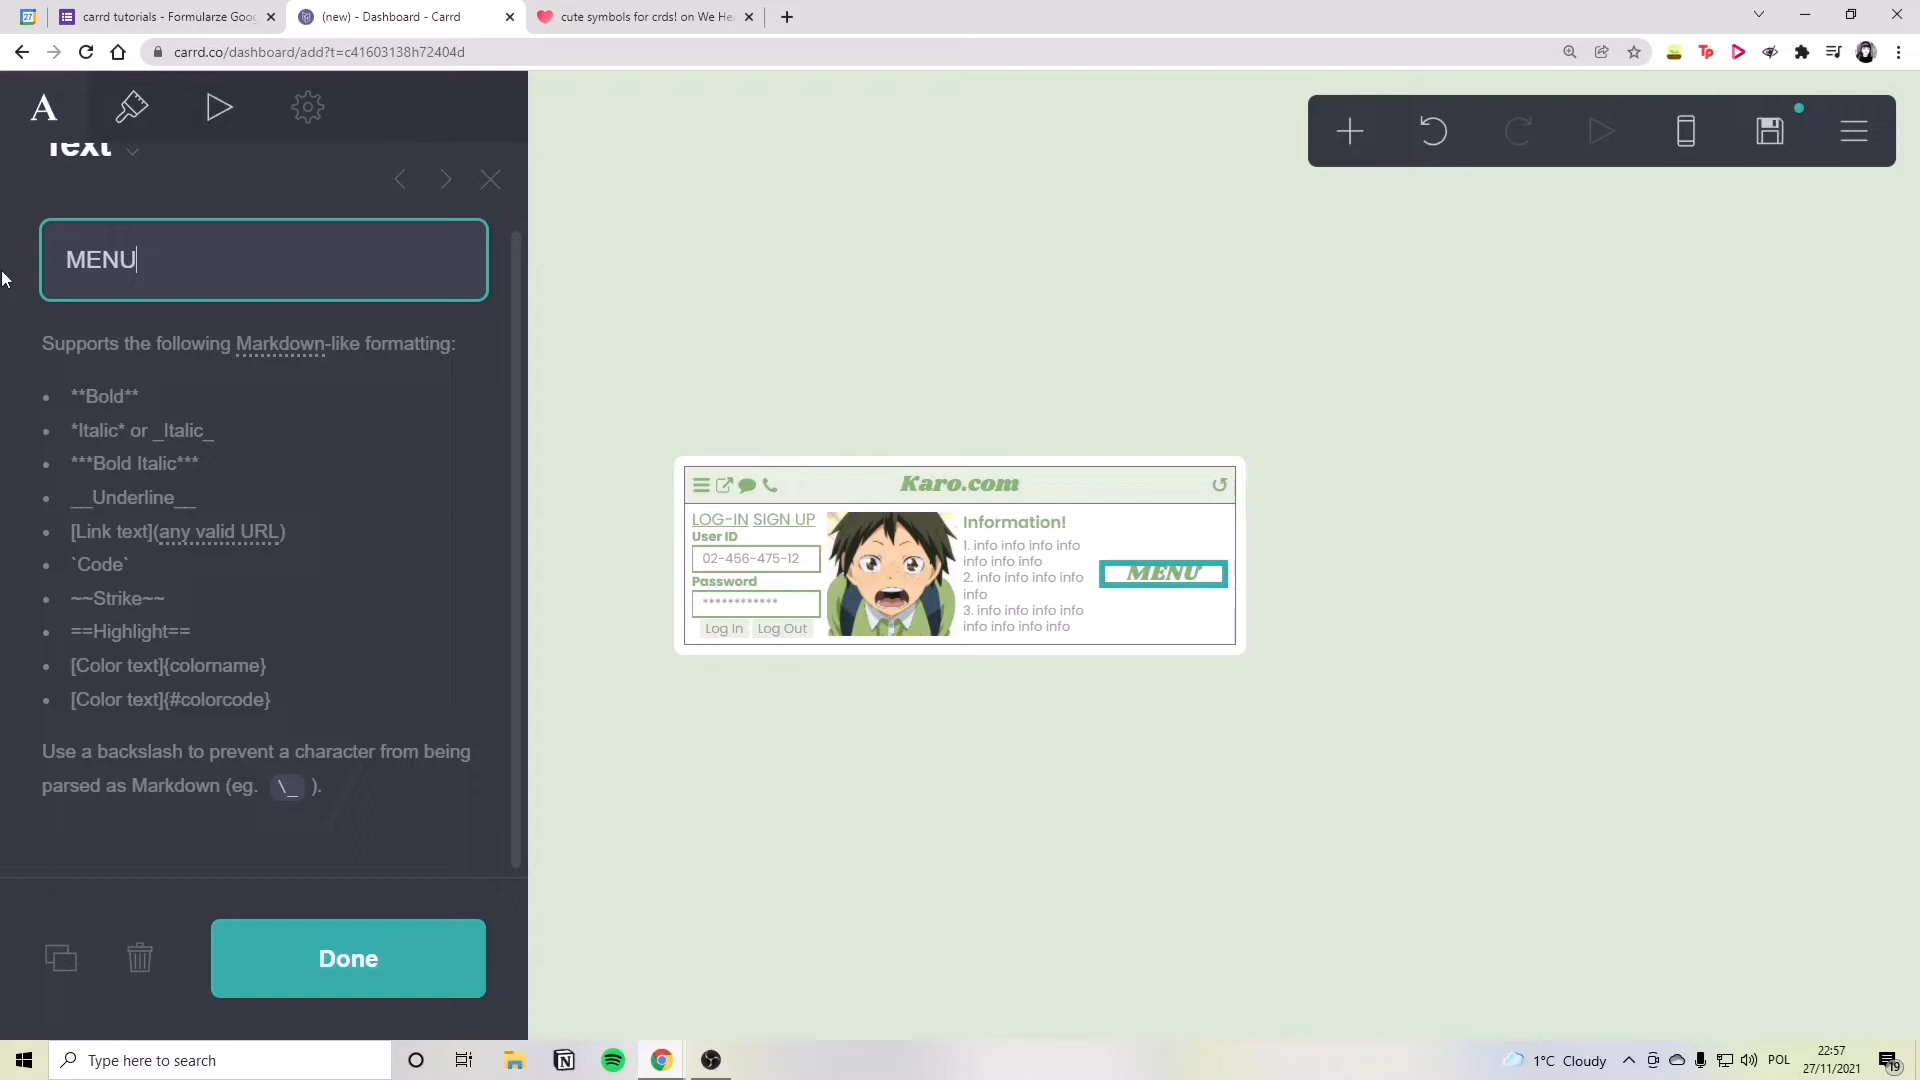 carrd tutorials - Formularze Goo
(new) - Dashboard - Carrd
cute symbols for crds! on We He
carrd.co/dashboard/add?t=c41603138h72404d
Tp
A
Text
MENU
Supports the following Markdown-like formatting:
**Bold**
*Italic* or _Italic_
***Bold Italic***
__Underline__
[Link text](any valid URL)
`Code`
~~Strike~~
==Highlight==
[Color text]{colorname}
[Color text]{#colorcode}
Use a backslash to prevent a character from being
parsed as Markdown (eg. \_ ).
Done
Karo.com
LOG-IN SIGN UP
User ID
02-456-475-12
Password
************
Log In Log Out
Information!
1. info info info info
info info info
2. info info info info
info
3. info info info info
info info info info
MENU
Type here to search
1°C Cloudy
POL
22:57
27/11/2021
19